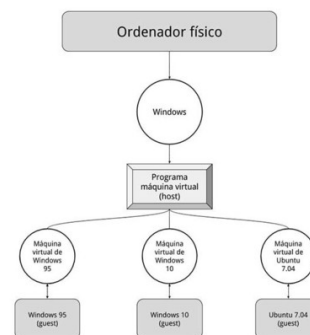 Ordenador físico
Windows
Programa
máquina virtual
(host)
Máquina
virtual de
Windows
95
Máquina
virtual de
Windows
10
Máquina
virtual de
Ubuntu
7.04
Windows 95
(guest)
Windows 10
(guest)
Ubuntu 7.04
(guest)